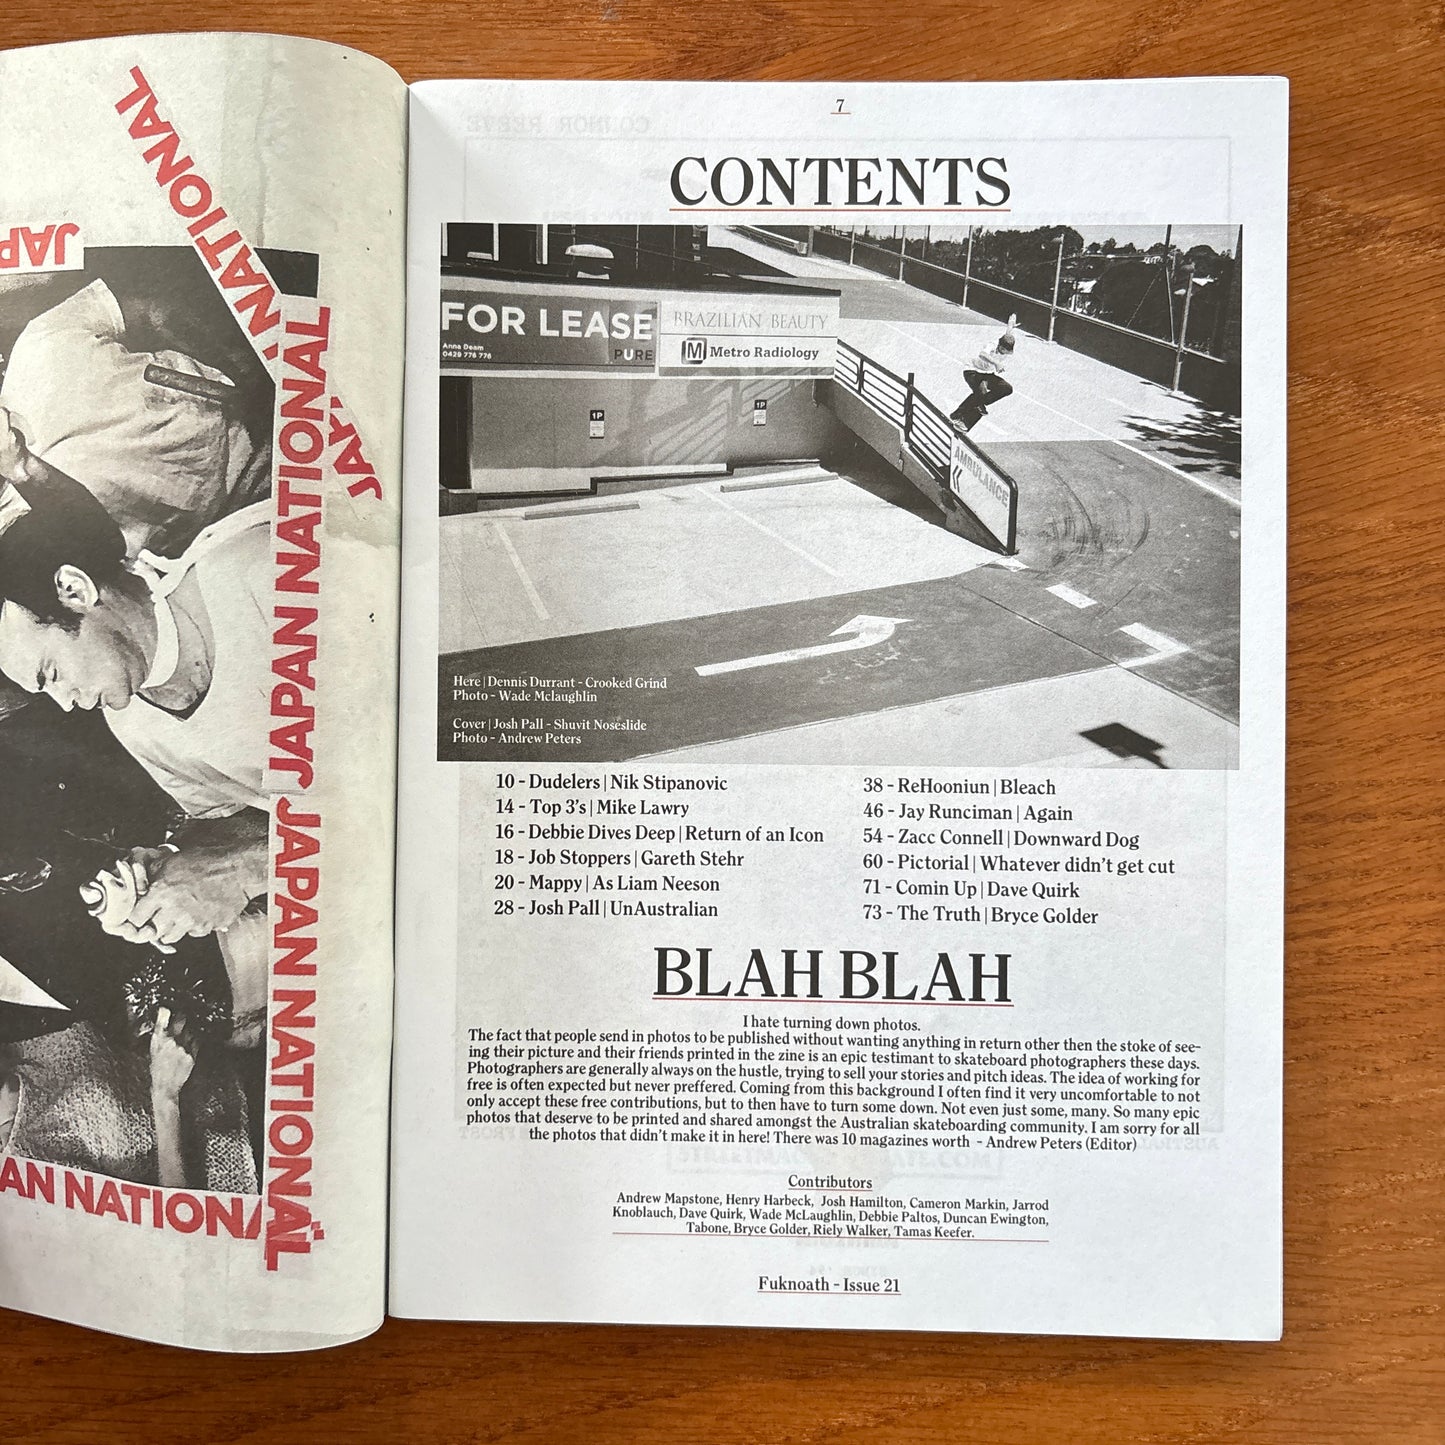 JAPAN NATIONAL
JAPAN NATIONAL
NATIONAL
NATIONAL
JAP
JAP
AN NATIONAL
7
CONTENTS
FOR LEASE
Anna Deam
0429 776 776
PURE
BRAZILIAN BEAUTY
M Metro Radiology
1P
1P
AMBULANCE
Here | Dennis Durrant - Crooked Grind
Photo - Wade Mclaughlin
Cover | Josh Pall - Shuvit Noseslide
Photo - Andrew Peters
10 - Dudelers | Nik Stipanovic
14 - Top 3's | Mike Lawry
16 - Debbie Dives Deep | Return of an Icon
18 - Job Stoppers | Gareth Stehr
20 - Mappy | As Liam Neeson
28 - Josh Pall | UnAustralian
38 - ReHooniun | Bleach
46 - Jay Runciman | Again
54 - Zacc Connell | Downward Dog
60 - Pictorial | Whatever didn't get cut
71 - Comin Up | Dave Quirk
73 - The Truth | Bryce Golder
BLAH BLAH
I hate turning down photos.
The fact that people send in photos to be published without wanting anything in return other then the stoke of see-
ing their picture and their friends printed in the zine is an epic testimant to skateboard photographers these days.
Photographers are generally always on the hustle, trying to sell your stories and pitch ideas. The idea of working for
free is often expected but never preffered. Coming from this background I often find it very uncomfortable to not
only accept these free contributions, but to then have to turn some down. Not even just some, many. So many epic
photos that deserve to be printed and shared amongst the Australian skateboarding community. I am sorry for all
the photos that didn't make it in here! There was 10 magazines worth - Andrew Peters (Editor)
Contributors
Andrew Mapstone, Henry Harbeck, Josh Hamilton, Cameron Markin, Jarrod
Knoblauch, Dave Quirk, Wade McLaughlin, Debbie Paltos, Duncan Ewington,
Tabone, Bryce Golder, Riely Walker, Tamas Keefer.
Fuknoath - Issue 21